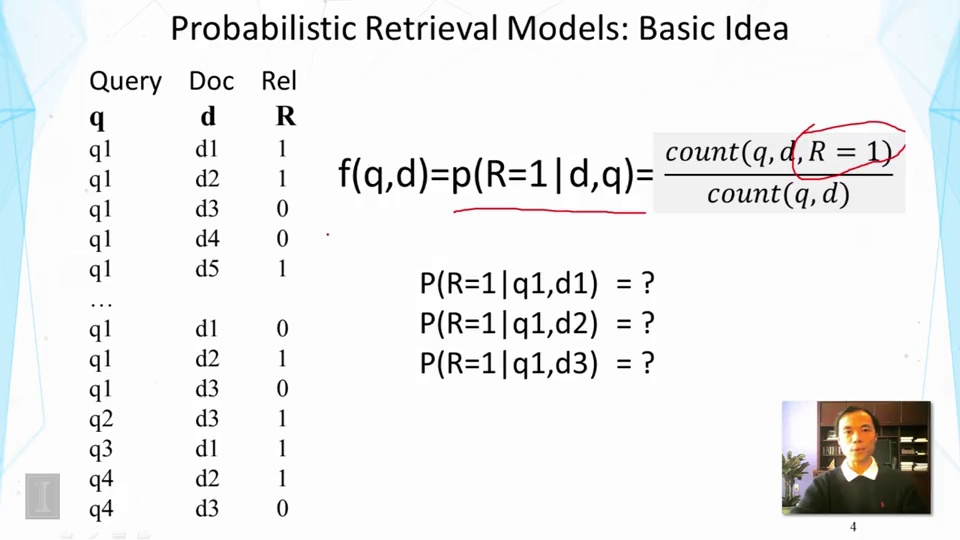 Probabilistic Retrieval Models: Basic Idea
Query Doc Rel
q d R
q1 d1 1
q1 d2 1
q1 d3 0
q1 d4 0
q1 d5 1
…
q1 d1 0
q1 d2 1
q1 d3 0
q2 d3 1
q3 d1 1
q4 d2 1
q4 d3 0
f(q,d)=p(R=1|d,q)= count(q, d, R = 1)
count(q, d)
P(R=1|q1,d1) = ?
P(R=1|q1,d2) = ?
P(R=1|q1,d3) = ?
I
4